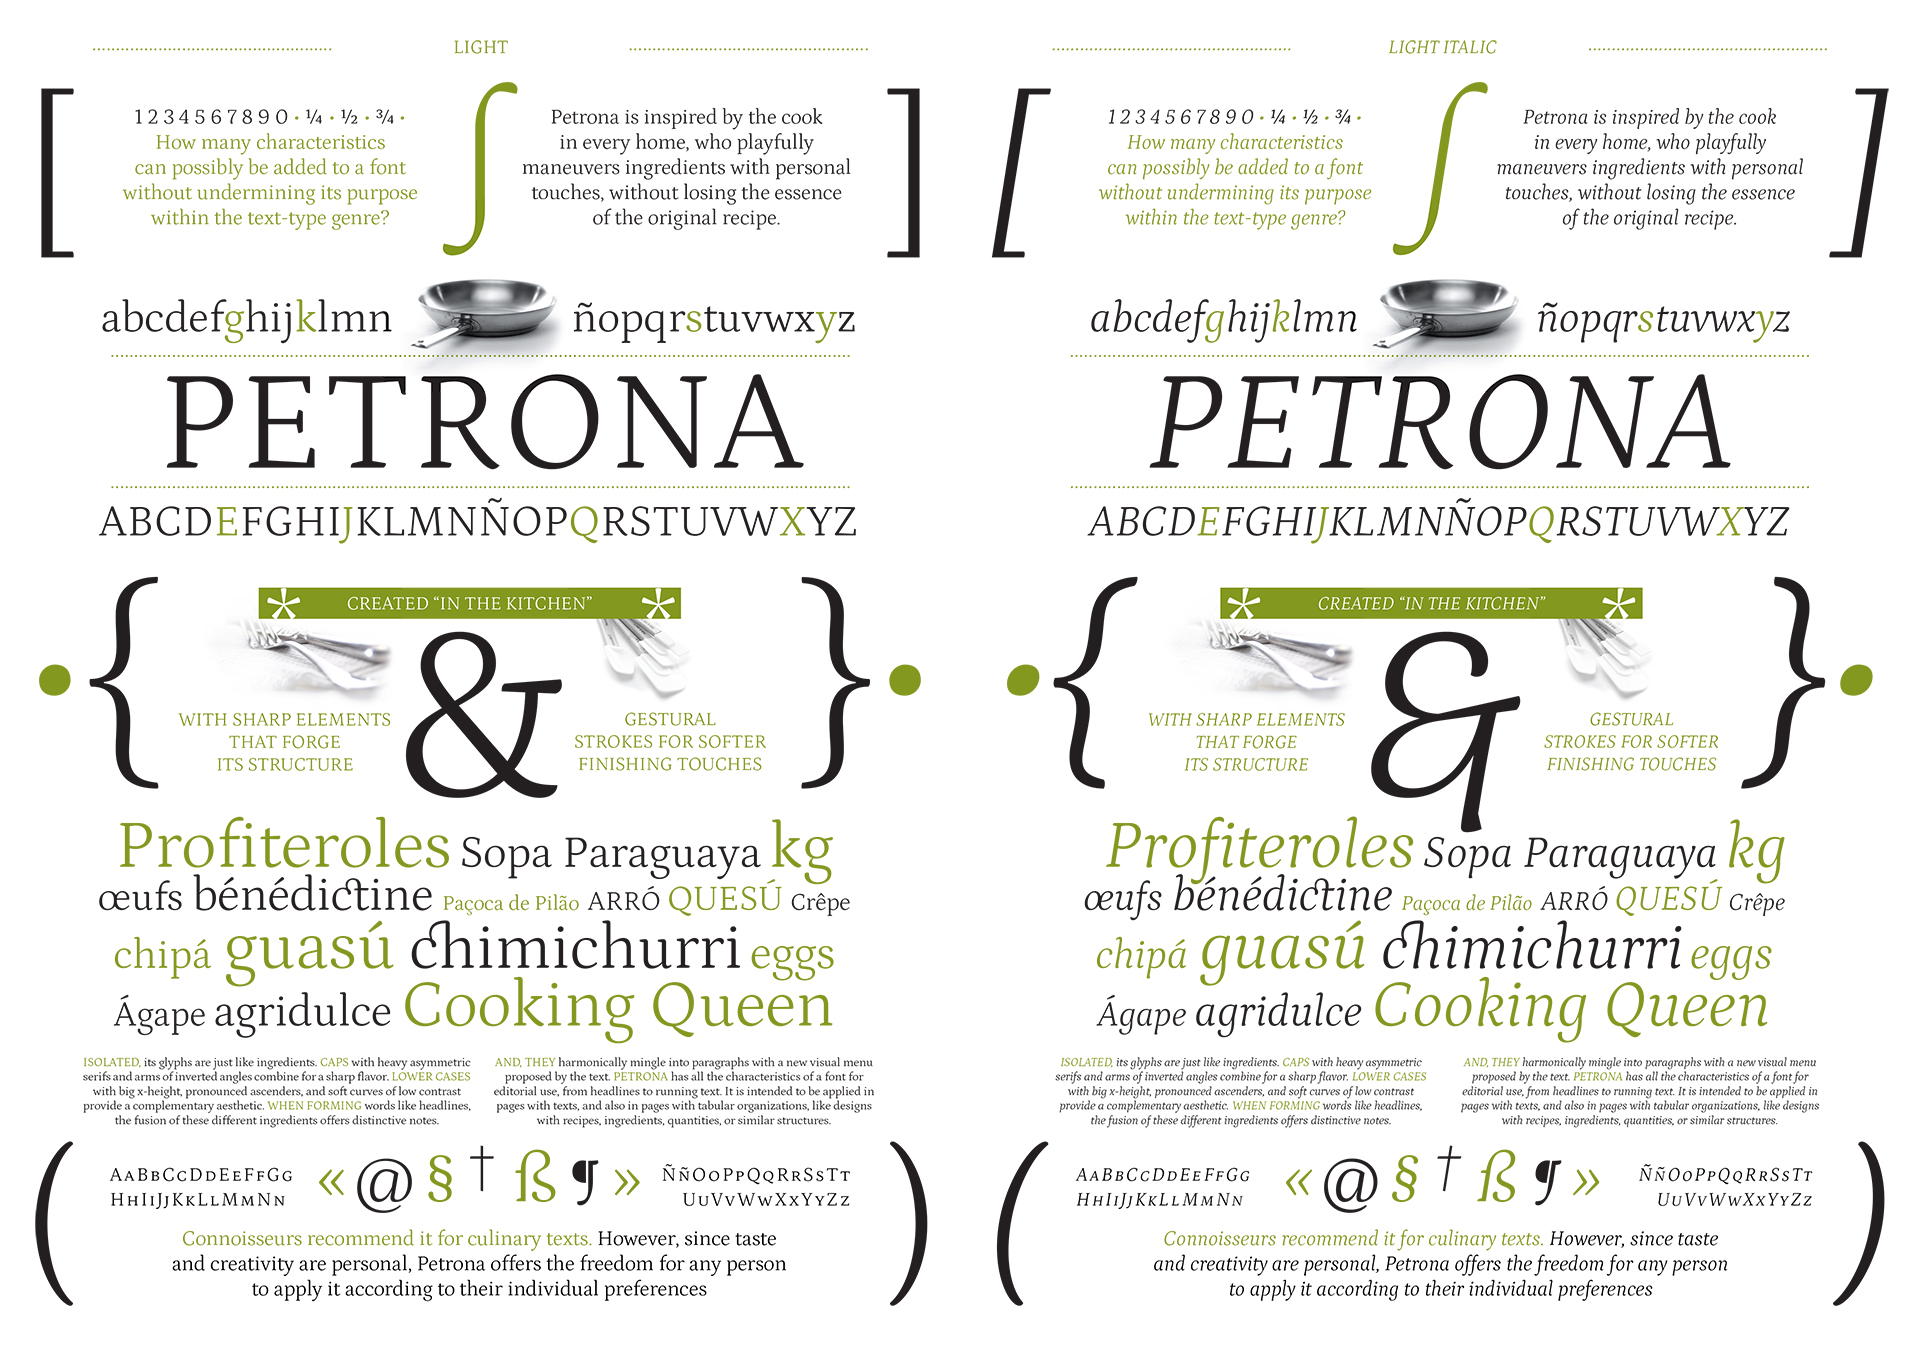 LIGHT
1 2 3 4 5 6 7 8 9 0 · ¼ · ½ · ¾ ·
How many characteristics
can possibly be added to a font
without undermining its purpose
within the text-type genre?
Petrona is inspired by the cook
in every home, who playfully
maneuvers ingredients with personal
touches, without losing the essence
of the original recipe.
abcdefghijklmn
ñopqrstuvwxyz
PETRONA
ABCDEFGHIJKLMNÑOPQRSTUVWXYZ
* CREATED “IN THE KITCHEN” *
WITH SHARP ELEMENTS
THAT FORGE
ITS STRUCTURE
&
GESTURAL
STROKES FOR SOFTER
FINISHING TOUCHES
Profiteroles Sopa Paraguaya kg
œufs bénédictine Paçoca de Pilão ARRÓ QUESÚ Crêpe
chipá guasú chimichurri eggs
Ágape agridulce Cooking Queen
ISOLATED, its glyphs are just like ingredients. CAPS with heavy asymmetric
serifs and arms of inverted angles combine for a sharp flavor. LOWER CASES
with big x-height, pronounced ascenders, and soft curves of low contrast
provide a complementary aesthetic. WHEN FORMING words like headlines,
the fusion of these different ingredients offers distinctive notes.
AND, THEY harmonically mingle into paragraphs with a new visual menu
proposed by the text. PETRONA has all the characteristics of a font for
editorial use, from headlines to running text. It is intended to be applied in
pages with texts, and also in pages with tabular organizations, like designs
with recipes, ingredients, quantities, or similar structures.
AABBCCDDEEFFGG
HHIIJJKKLLMMNN
« @ § † ß ¶ »
ÑñOOPPQQRRSSTT
UUVVWWXXYYZZ
Connoisseurs recommend it for culinary texts. However, since taste
and creativity are personal, Petrona offers the freedom for any person
to apply it according to their individual preferences
LIGHT ITALIC
1 2 3 4 5 6 7 8 9 0 · ¼ · ½ · ¾ ·
How many characteristics
can possibly be added to a font
without undermining its purpose
within the text-type genre?
Petrona is inspired by the cook
in every home, who playfully
maneuvers ingredients with personal
touches, without losing the essence
of the original recipe.
abcdefghijklmn
ñopqrstuvwxyz
PETRONA
ABCDEFGHIJKLMNÑOPQRSTUVWXYZ
* CREATED “IN THE KITCHEN” *
WITH SHARP ELEMENTS
THAT FORGE
ITS STRUCTURE
&
GESTURAL
STROKES FOR SOFTER
FINISHING TOUCHES
Profiteroles Sopa Paraguaya kg
œufs bénédictine Paçoca de Pilão ARRÓ QUESÚ Crêpe
chipá guasú chimichurri eggs
Ágape agridulce Cooking Queen
ISOLATED, its glyphs are just like ingredients. CAPS with heavy asymmetric
serifs and arms of inverted angles combine for a sharp flavor. LOWER CASES
with big x-height, pronounced ascenders, and soft curves of low contrast
provide a complementary aesthetic. WHEN FORMING words like headlines,
the fusion of these different ingredients offers distinctive notes.
AND, THEY harmonically mingle into paragraphs with a new visual menu
proposed by the text. PETRONA has all the characteristics of a font for
editorial use, from headlines to running text. It is intended to be applied in
pages with texts, and also in pages with tabular organizations, like designs
with recipes, ingredients, quantities, or similar structures.
AABBCCDDEEFFGG
HHIIJJKKLLMMNN
« @ § † ß ¶ »
ÑñOOPPQQRRSSTT
UUVVWWXXYYZZ
Connoisseurs recommend it for culinary texts. However, since taste
and creativity are personal, Petrona offers the freedom for any person
to apply it according to their individual preferences